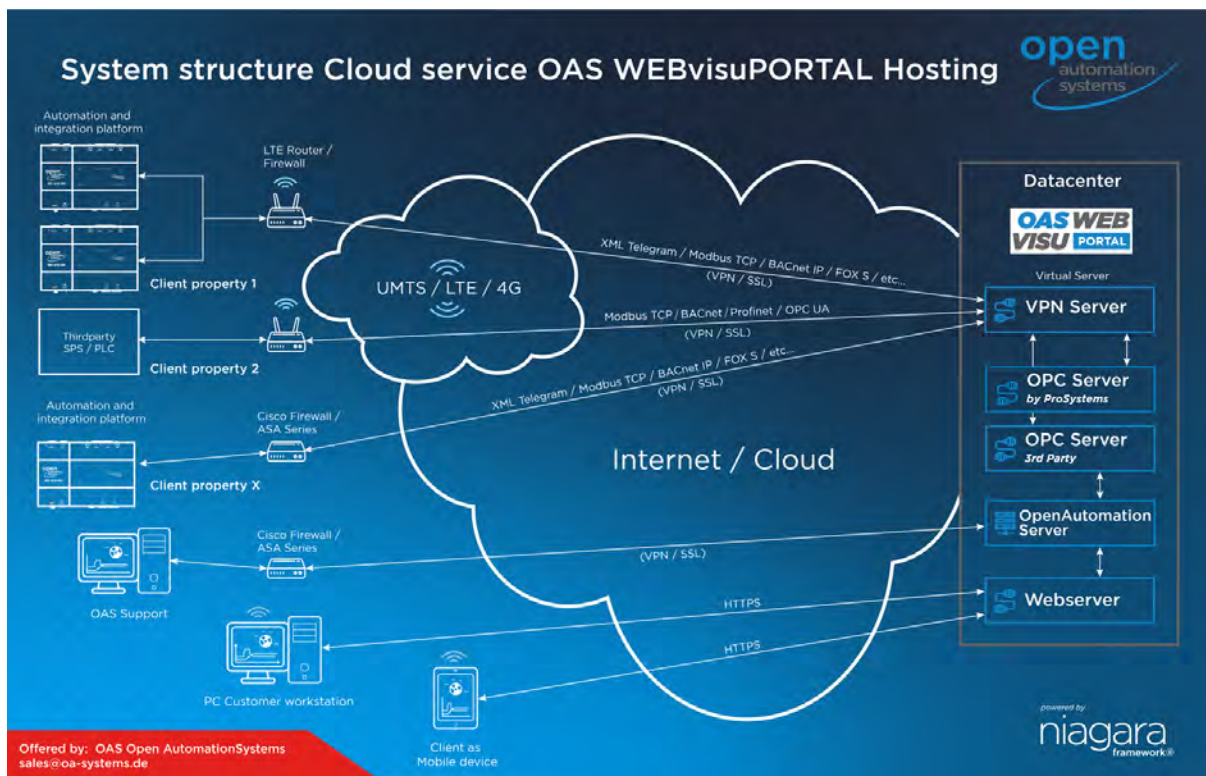 System structure Cloud service OAS WEBvisuPORTAL Hosting
open
automation
systems
Automation and
integration platform
LTE Router /
Firewall
Client property 1
Thirdparty
SPS / PLC
Client property 2
Automation and
integration platform
Cisco Firewall /
ASA Series
Client property X
Cisco Firewall /
ASA Series
OAS Support
PC Customer workstation
Client as
Mobile device
UMTS / LTE / 4G
XML Telegram / Modbus TCP / BACnet IP / FOX S / etc...
(VPN / SSL)
Modbus TCP / BACnet / Profinet / OPC UA
(VPN / SSL)
XML Telegram / Modbus TCP / BACnet IP / FOX S / etc...
(VPN / SSL)
Internet / Cloud
(VPN / SSL)
HTTPS
HTTPS
Datacenter
OAS WEB
VISU PORTAL
Virtual Server
VPN Server
OPC Server
by ProSystems
OPC Server
3rd Party
OpenAutomation
Server
Webserver
Offered by: OAS Open AutomationSystems
sales@oa-systems.de
powered by
niagara
framework®